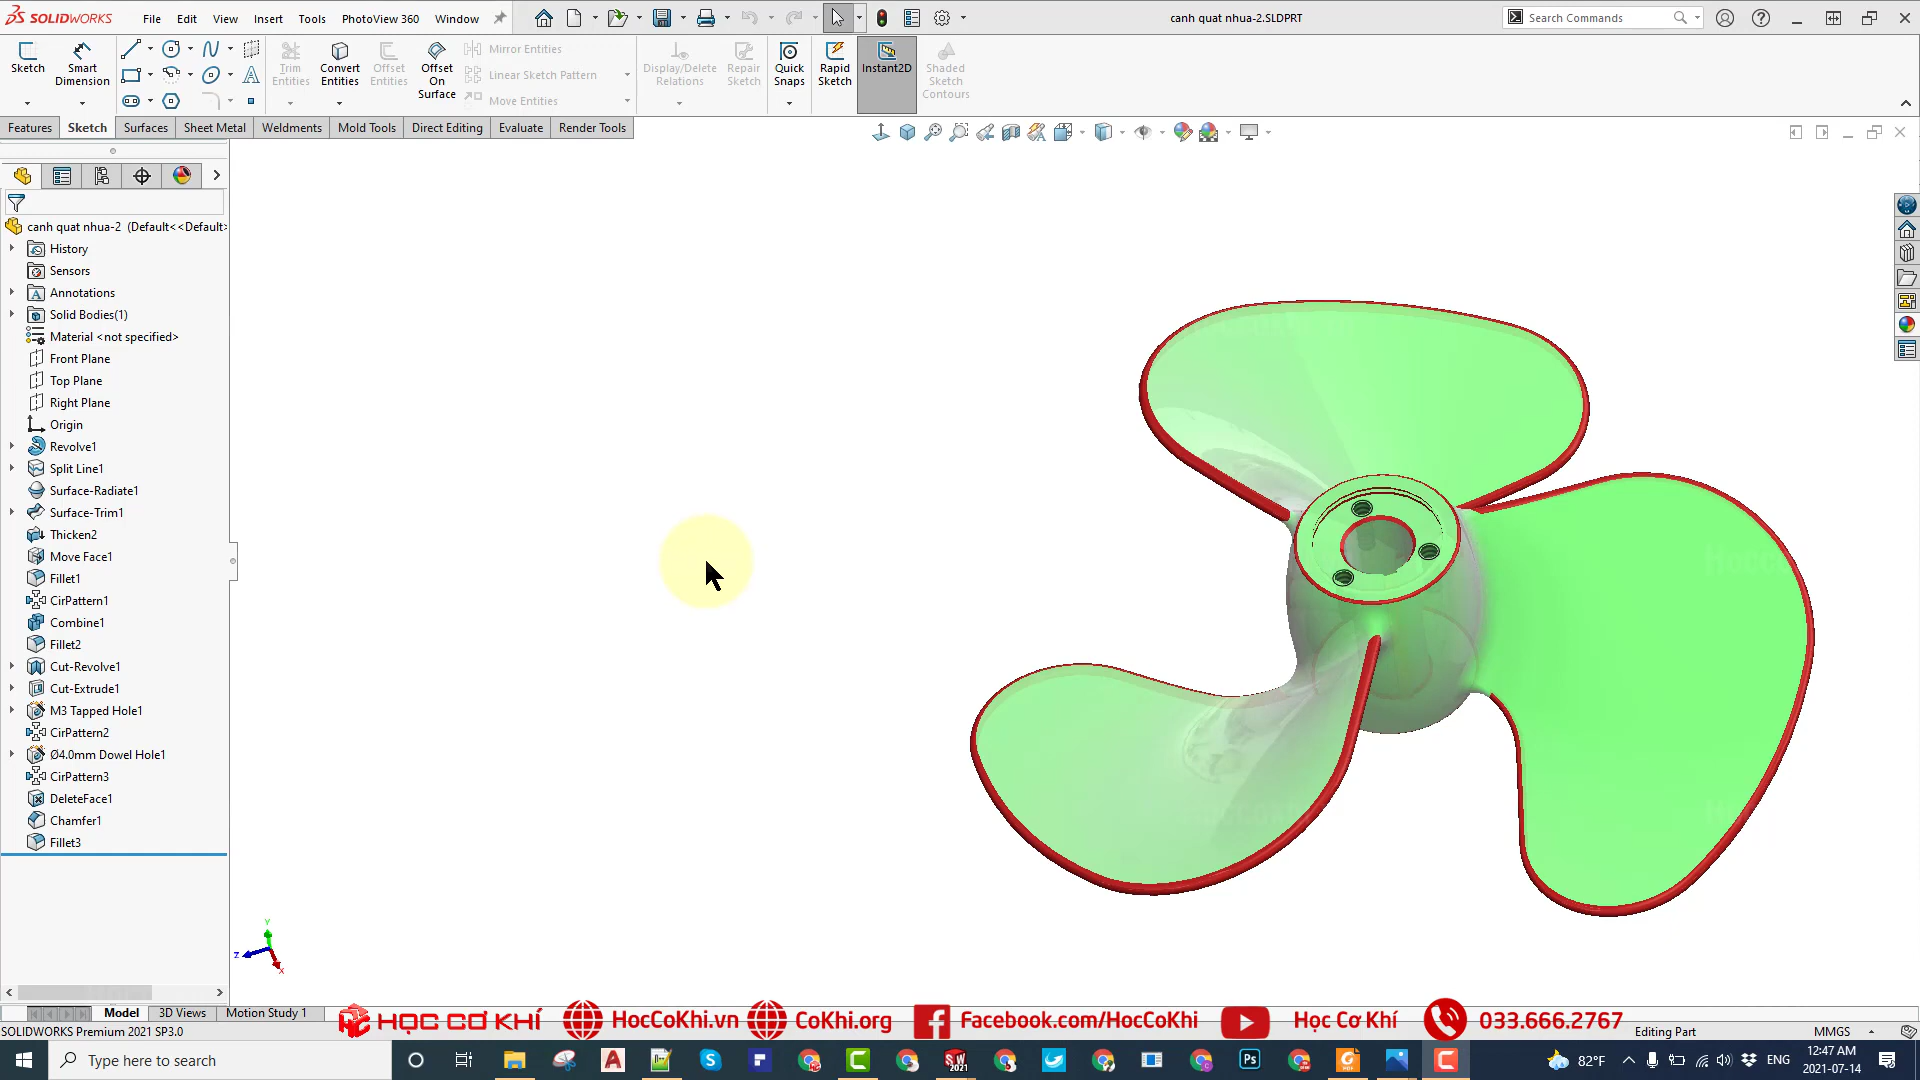 SOLIDWORKS
File
Edit
View
Insert
Tools
PhotoView 360
Window
canh quat nhua-2.SLDPRT
Search Commands
Sketch
Smart Dimension
Trim Entities
Convert Entities
Offset Entities
Offset On Surface
Mirror Entities
Linear Sketch Pattern
Move Entities
Display/Delete Relations
Repair Sketch
Quick Snaps
Rapid Sketch
Instant2D
Shaded Sketch Contours
Features
Sketch
Surfaces
Sheet Metal
Weldments
Mold Tools
Direct Editing
Evaluate
Render Tools
canh quat nhua-2 (Default<<Default>
History
Sensors
Annotations
Solid Bodies(1)
Material <not specified>
Front Plane
Top Plane
Right Plane
Origin
Revolve1
Split Line1
Surface-Radiate1
Surface-Trim1
Thicken2
Move Face1
Fillet1
CirPattern1
Combine1
Fillet2
Cut-Revolve1
Cut-Extrude1
M3 Tapped Hole1
CirPattern2
Ø4.0mm Dowel Hole1
CirPattern3
DeleteFace1
Chamfer1
Fillet3
Y
Z
X
Model
3D Views
Motion Study 1
HỌC CƠ KHÍ
HocCoKhi.vn
CoKhi.org
Facebook.com/HocCoKhi
Học Cơ Khí
033.666.2767
SOLIDWORKS Premium 2021 SP3.0
Editing Part
MMGS
Type here to search
82°F
ENG
12:47 AM
2021-07-14